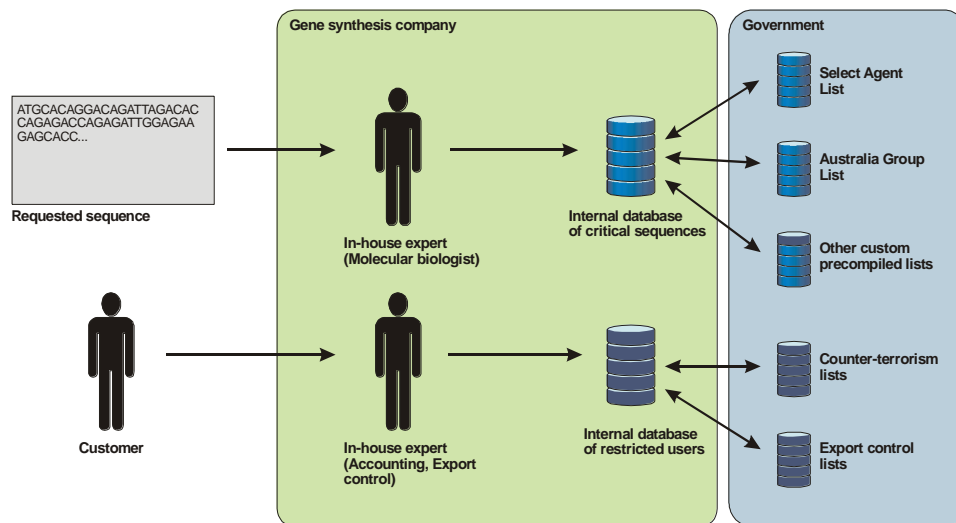 Gene synthesis company
Government
ATGCACAGGACAGATTAGACAC
CAGAGACCAGAGATTGGAGAA
GAGCACC...
Requested sequence
In-house expert
(Molecular biologist)
Internal database
of critical sequences
Select Agent
List
Australia Group
List
Other custom
precompiled lists
Customer
In-house expert
(Accounting, Export
control)
Internal database
of restricted users
Counter-terrorism
lists
Export control
lists